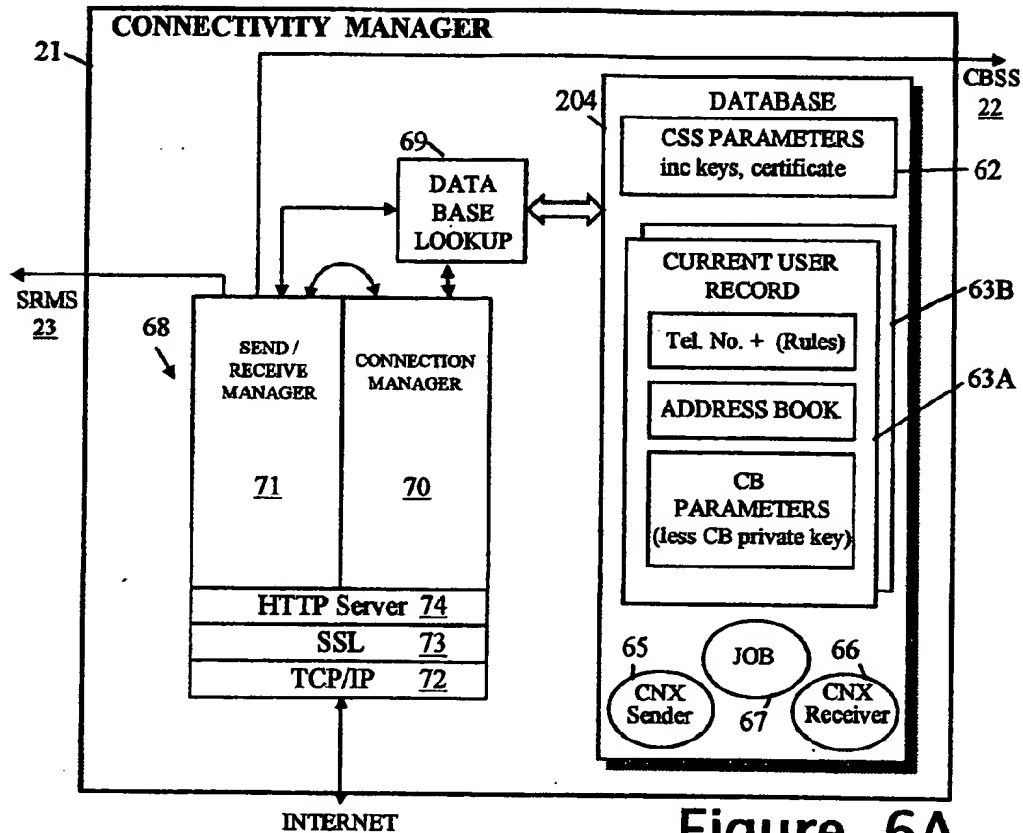 CONNECTIVITY MANAGER
21
CBSS
22
204
DATABASE
CSS PARAMETERS
inc keys, certificate
62
69
DATA
BASE
LOOKUP
CURRENT USER
RECORD
63B
Tel. No. + (Rules)
63A
ADDRESS BOOK
CB
PARAMETERS
(less CB private key)
SRMS
23
68
SEND /
RECEIVE
MANAGER
CONNECTION
MANAGER
71
70
HTTP Server 74
SSL 73
TCP/IP 72
65
JOB
66
CNX
Sender
67
CNX
Receiver
INTERNET
Figure 6A